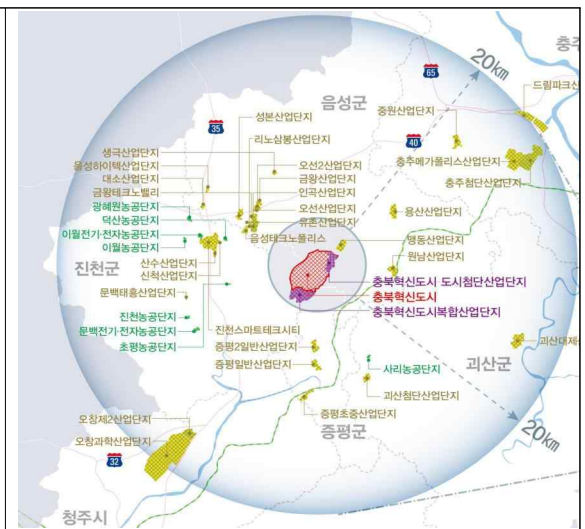 충주
20km
65
드림파크산
음성군
중원산업단지
성본산업단지
35
리노삼봉산업단지
40
생극산업단지
음성하이텍산업단지
오선2산업단지
충주메가폴리스산업단지
대소산업단지
금왕산업단지
금왕테크노밸리
인곡산업단지
충주첨단산업단지
광혜원농공단지
오선산업단지
용산산업단지
덕산농공단지
유촌산업단지
이월전기·전자농공단지
음성테크노폴리스
이월농공단지
맹동산업단지
진천군
산수산업단지
원남산업단지
신척산업단지
충북혁신도시 도시첨단산업단지
문백태흥산업단지
충북혁신도시
충북혁신도시복합산업단지
진천농공단지
문백전기·전자농공단지
진천스마트테크시티
초평농공단지
증평2일반산업단지
괴산대제산
증평일반산업단지
사리농공단지
괴산군
괴산첨단산업단지
오창제2산업단지
증평초중산업단지
오창과학산업단지
증평군
20km
32
청주시